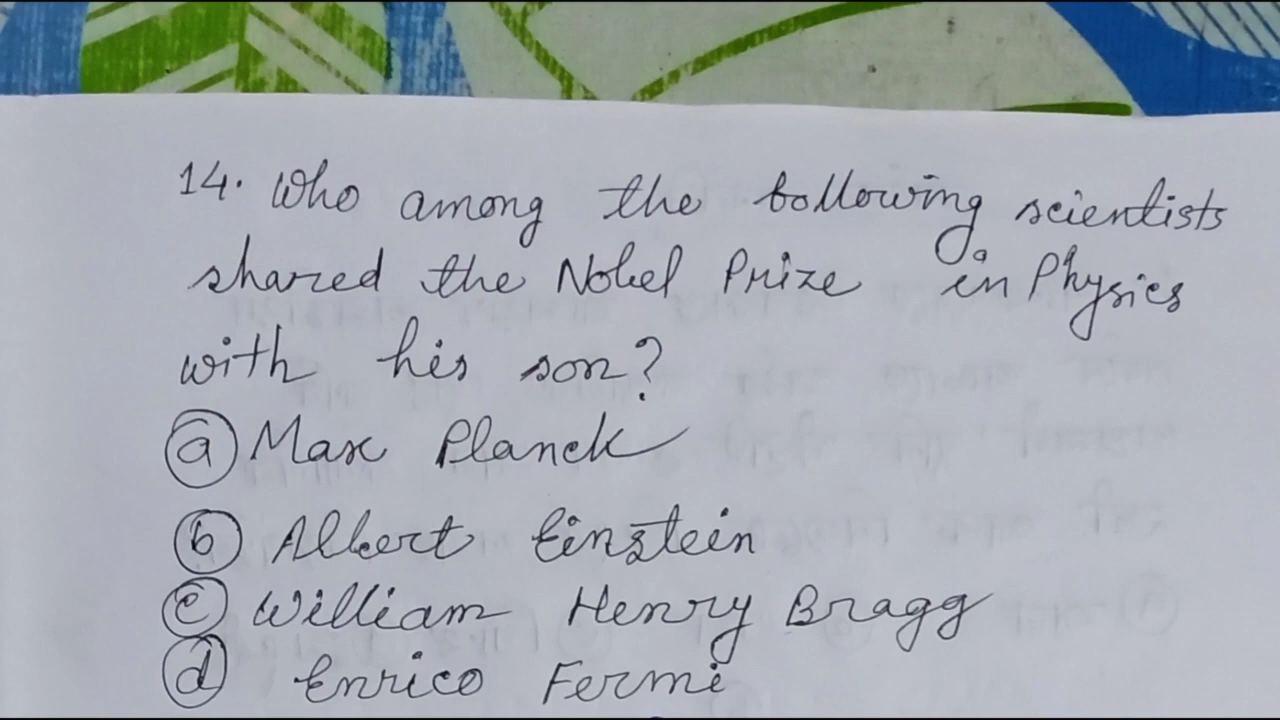 14. Who among the following scientists
shared the Nobel Prize in Physics
with his son?
(a) Max Planck
(b) Albert Einstein
(c) William Henry Bragg
(d) Enrico Fermi